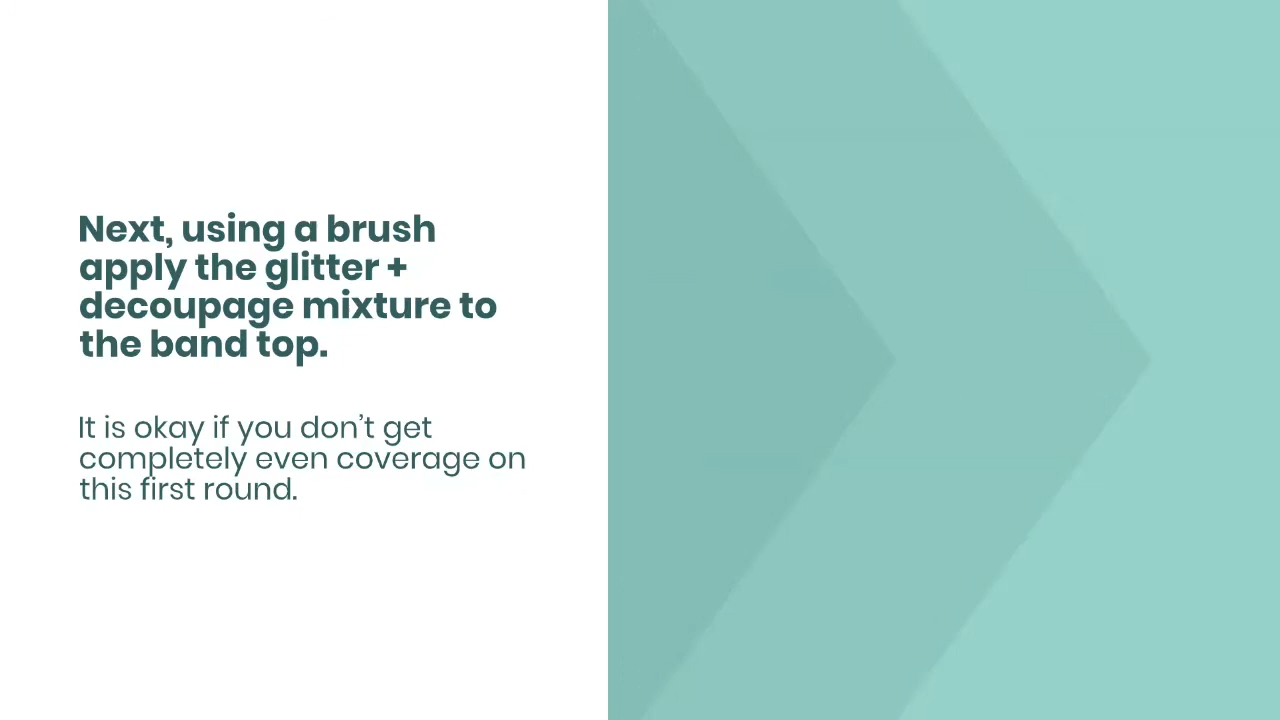 Next, using a brush
apply the glitter +
decoupage mixture to
the band top.
It is okay if you don’t get
completely even coverage on
this first round.